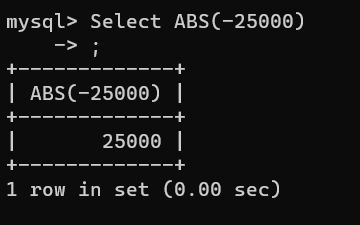 mysql> Select ABS(-25000)
    -> ;
+-------------+
| ABS(-25000) |
+-------------+
|       25000 |
+-------------+
1 row in set (0.00 sec)